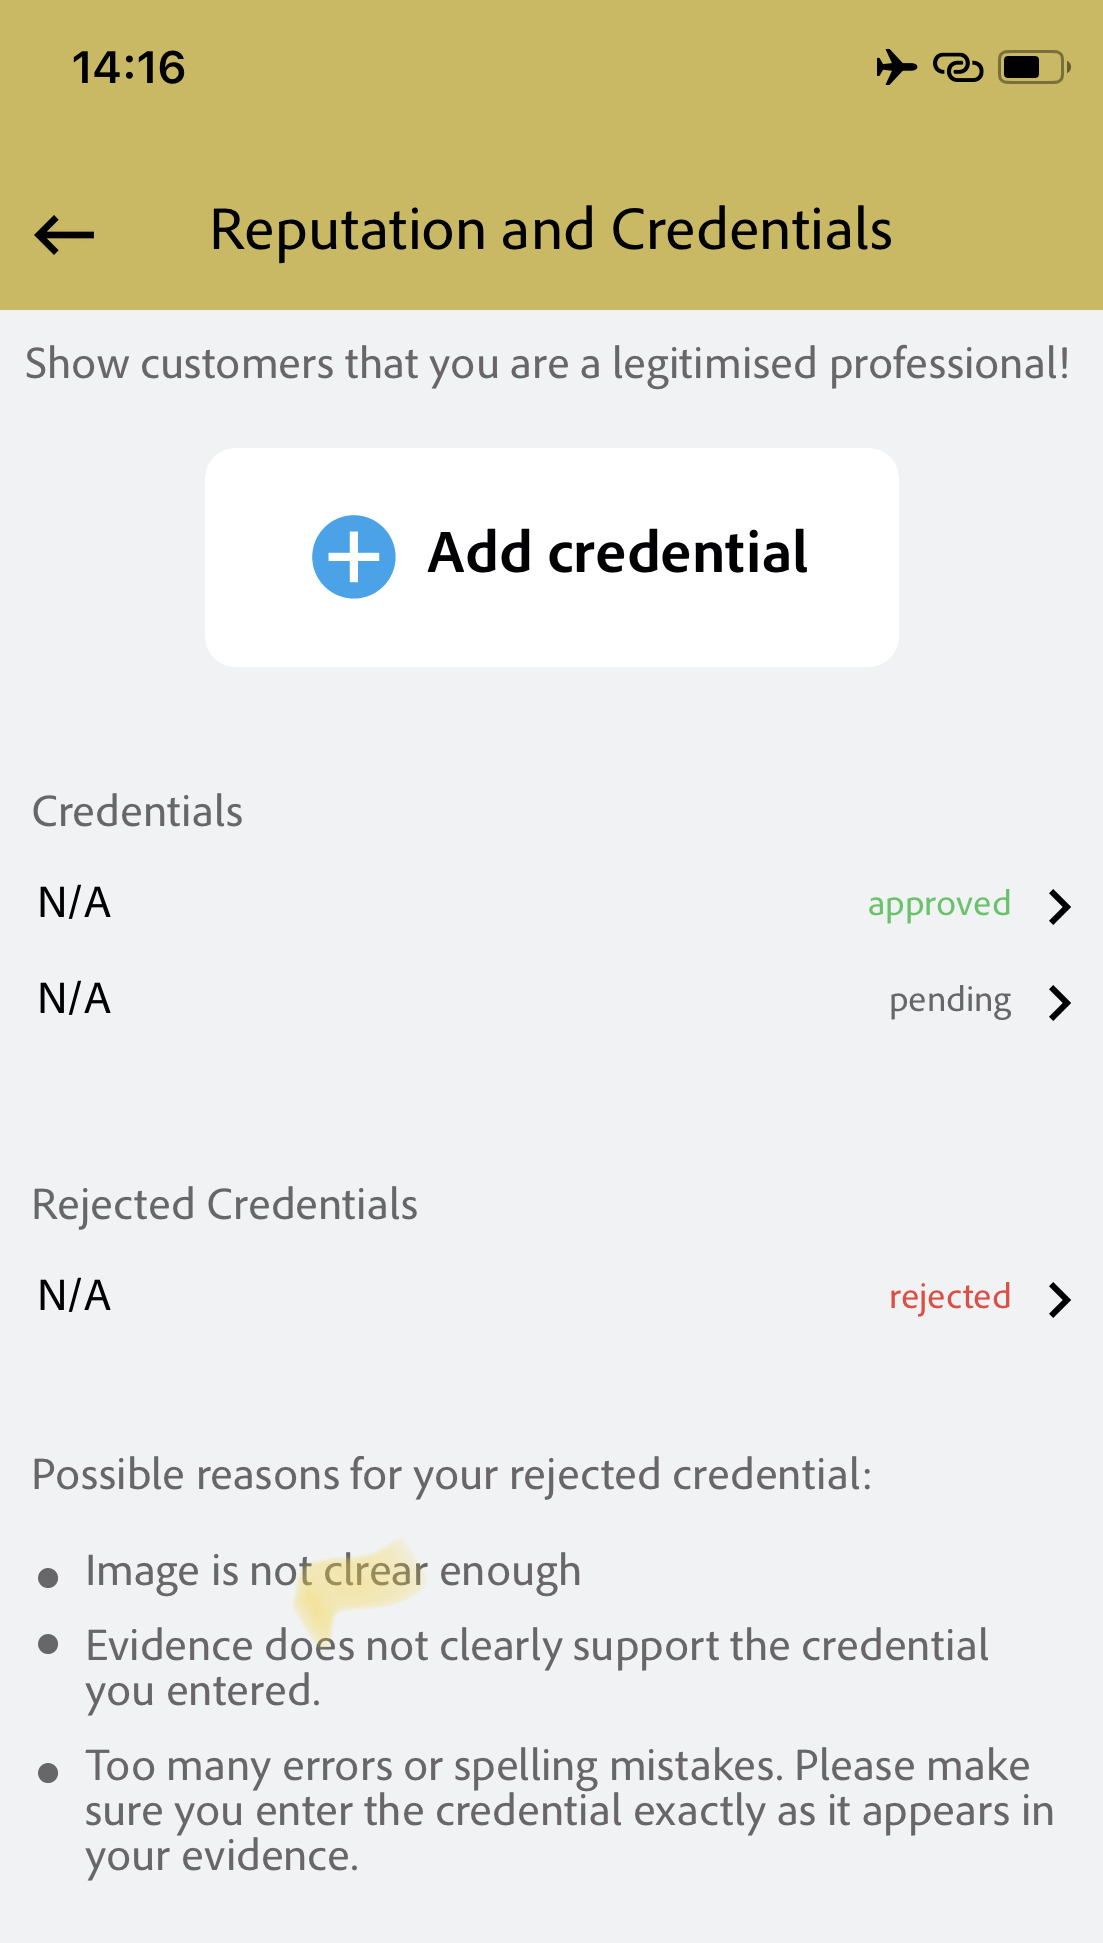 14:16
Reputation and Credentials
Show customers that you are a legitimised professional!
Add credential
Credentials
N/A approved
N/A pending
Rejected Credentials
N/A rejected
Possible reasons for your rejected credential:
Image is not clrear enough
Evidence does not clearly support the credential
you entered.
Too many errors or spelling mistakes. Please make
sure you enter the credential exactly as it appears in
your evidence.